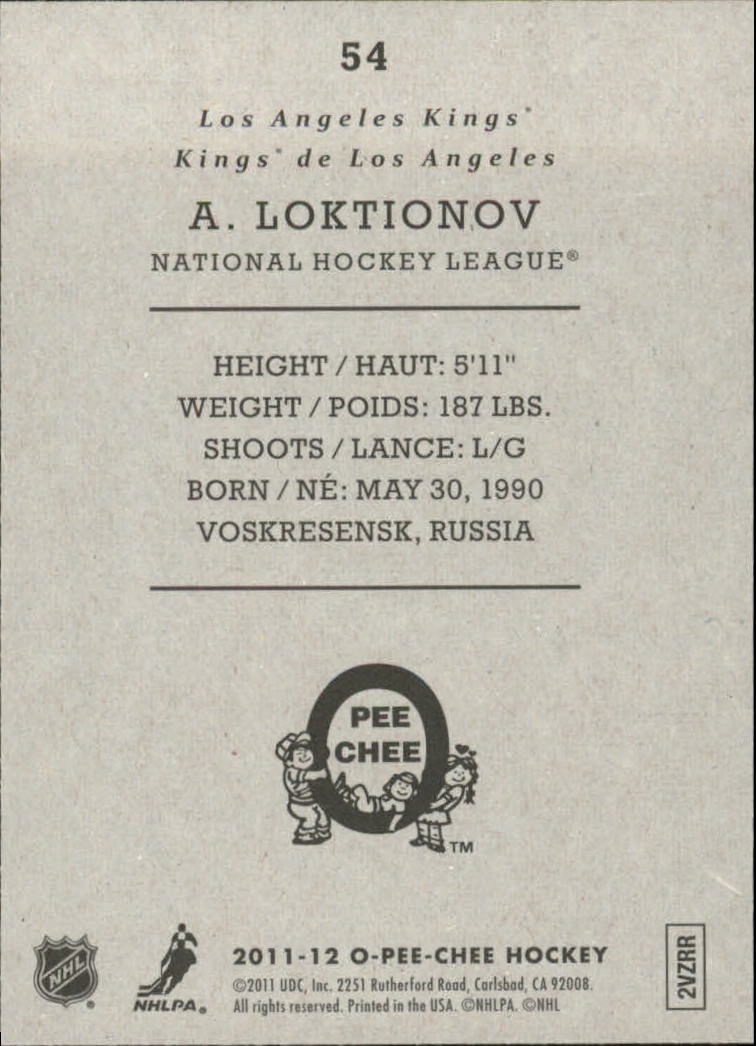 54
Los Angeles Kings*
Kings* de Los Angeles
A. LOKTIONOV
NATIONAL HOCKEY LEAGUE®
HEIGHT / HAUT: 5'11"
WEIGHT / POIDS: 187 LBS.
SHOOTS / LANCE: L/G
BORN / NÉ: MAY 30, 1990
VOSKRESENSK, RUSSIA
O
PEE
CHEE
TM
NHL ®
NHLPA®
2011-12 O-PEE-CHEE HOCKEY
©2011 UDC, Inc. 2251 Rutherford Road, Carlsbad, CA 92008.
All rights reserved. Printed in the USA. ©NHLPA. ©NHL
2VZRR